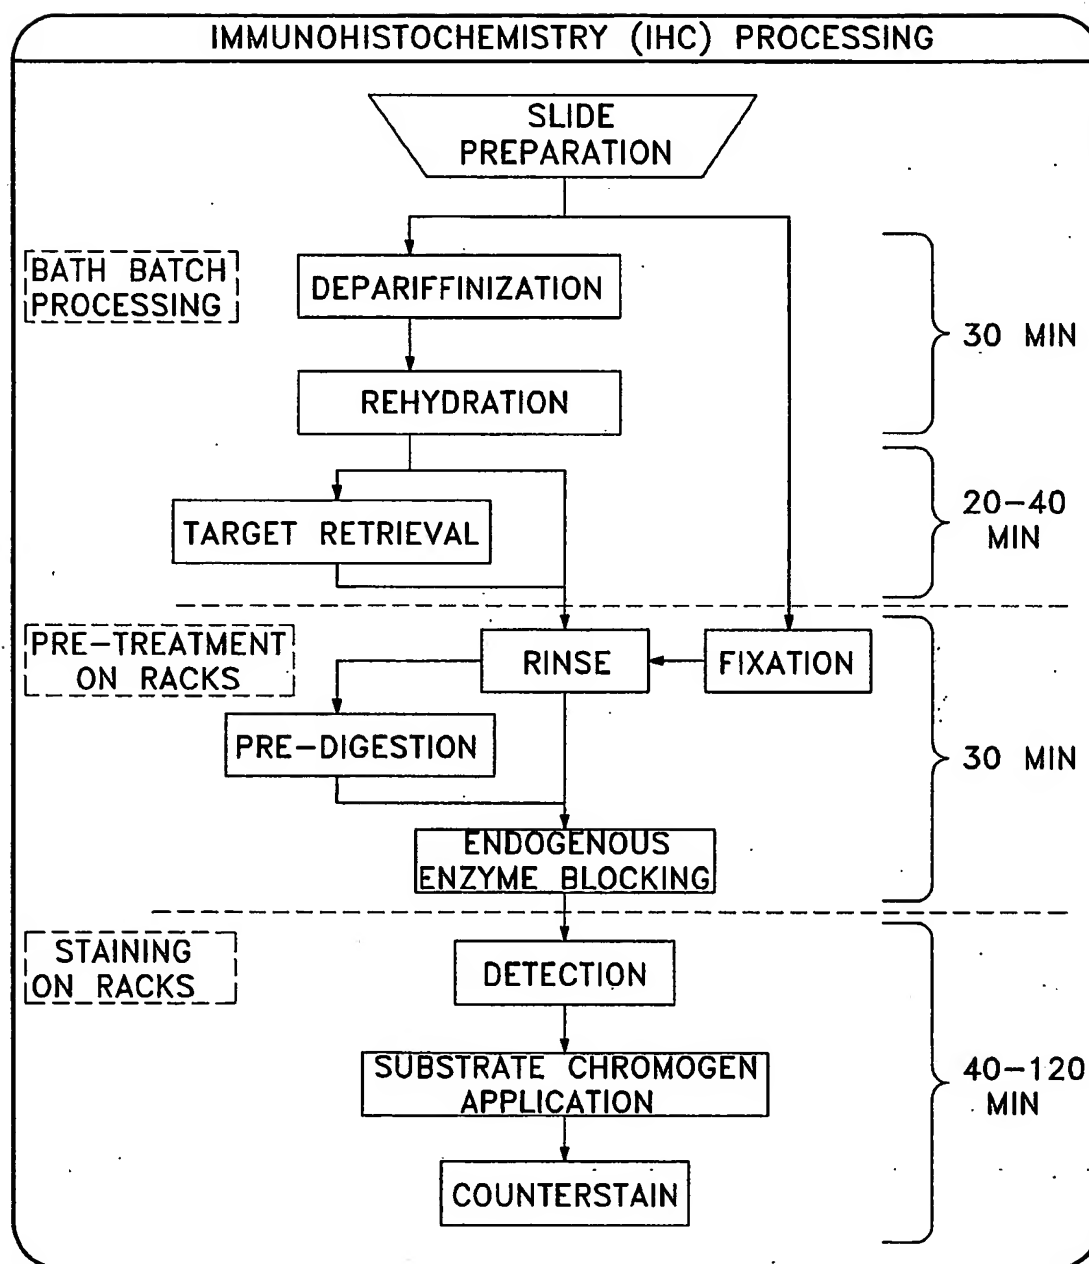 IMMUNOHISTOCHEMISTRY (IHC) PROCESSING
SLIDE
PREPARATION
BATH BATCH
PROCESSING
DEPARIFFINIZATION
30 MIN
REHYDRATION
TARGET RETRIEVAL
20-40
MIN
PRE-TREATMENT
ON RACKS
RINSE
FIXATION
PRE-DIGESTION
30 MIN
ENDOGENOUS
ENZYME BLOCKING
STAINING
ON RACKS
DETECTION
SUBSTRATE CHROMOGEN
APPLICATION
40-120
MIN
COUNTERSTAIN